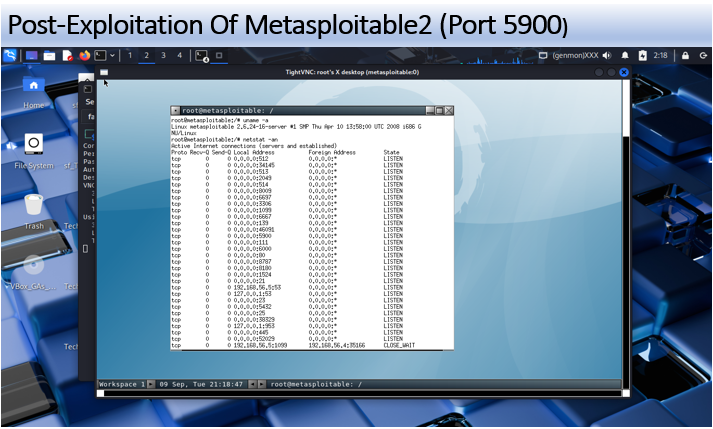 Post-Exploitation Of Metasploitable2 (Port 5900)
1 2 3 4
(genmon)XXX 2:18
TightVNC: root's X desktop (metasploitable:0)
Home
File System
Trash
VBox_GAs_...
root@metasploitable: /
root@metasploitable:/# uname -a
Linux metasploitable 2.6.24-16-server #1 SMP Thu Apr 10 13:58:00 UTC 2008 i686 G
NU/Linux
root@metasploitable:/# netstat -an
Active Internet connections (servers and established)
Proto Recv-Q Send-Q Local Address Foreign Address State
tcp 0 0 0.0.0.0:512 0.0.0.0:* LISTEN
tcp 0 0 0.0.0.0:34145 0.0.0.0:* LISTEN
tcp 0 0 0.0.0.0:513 0.0.0.0:* LISTEN
tcp 0 0 0.0.0.0:2049 0.0.0.0:* LISTEN
tcp 0 0 0.0.0.0:514 0.0.0.0:* LISTEN
tcp 0 0 0.0.0.0:8009 0.0.0.0:* LISTEN
tcp 0 0 0.0.0.0:6697 0.0.0.0:* LISTEN
tcp 0 0 0.0.0.0:3306 0.0.0.0:* LISTEN
tcp 0 0 0.0.0.0:1099 0.0.0.0:* LISTEN
tcp 0 0 0.0.0.0:6667 0.0.0.0:* LISTEN
tcp 0 0 0.0.0.0:139 0.0.0.0:* LISTEN
tcp 0 0 0.0.0.0:46091 0.0.0.0:* LISTEN
tcp 0 0 0.0.0.0:5900 0.0.0.0:* LISTEN
tcp 0 0 0.0.0.0:111 0.0.0.0:* LISTEN
tcp 0 0 0.0.0.0:6000 0.0.0.0:* LISTEN
tcp 0 0 0.0.0.0:80 0.0.0.0:* LISTEN
tcp 0 0 0.0.0.0:8787 0.0.0.0:* LISTEN
tcp 0 0 0.0.0.0:8180 0.0.0.0:* LISTEN
tcp 0 0 0.0.0.0:1524 0.0.0.0:* LISTEN
tcp 0 0 0.0.0.0:21 0.0.0.0:* LISTEN
tcp 0 0 192.168.56.5:53 0.0.0.0:* LISTEN
tcp 0 0 127.0.0.1:53 0.0.0.0:* LISTEN
tcp 0 0 0.0.0.0:23 0.0.0.0:* LISTEN
tcp 0 0 0.0.0.0:5432 0.0.0.0:* LISTEN
tcp 0 0 0.0.0.0:25 0.0.0.0:* LISTEN
tcp 0 0 0.0.0.0:38329 0.0.0.0:* LISTEN
tcp 0 0 127.0.0.1:953 0.0.0.0:* LISTEN
tcp 0 0 0.0.0.0:445 0.0.0.0:* LISTEN
tcp 0 0 0.0.0.0:52029 0.0.0.0:* LISTEN
tcp 0 0 192.168.56.5:1099 192.168.56.4:35166 CLOSE_WAIT
Workspace 1 09 Sep, Tue 21:18:47 root@metasploitable: /